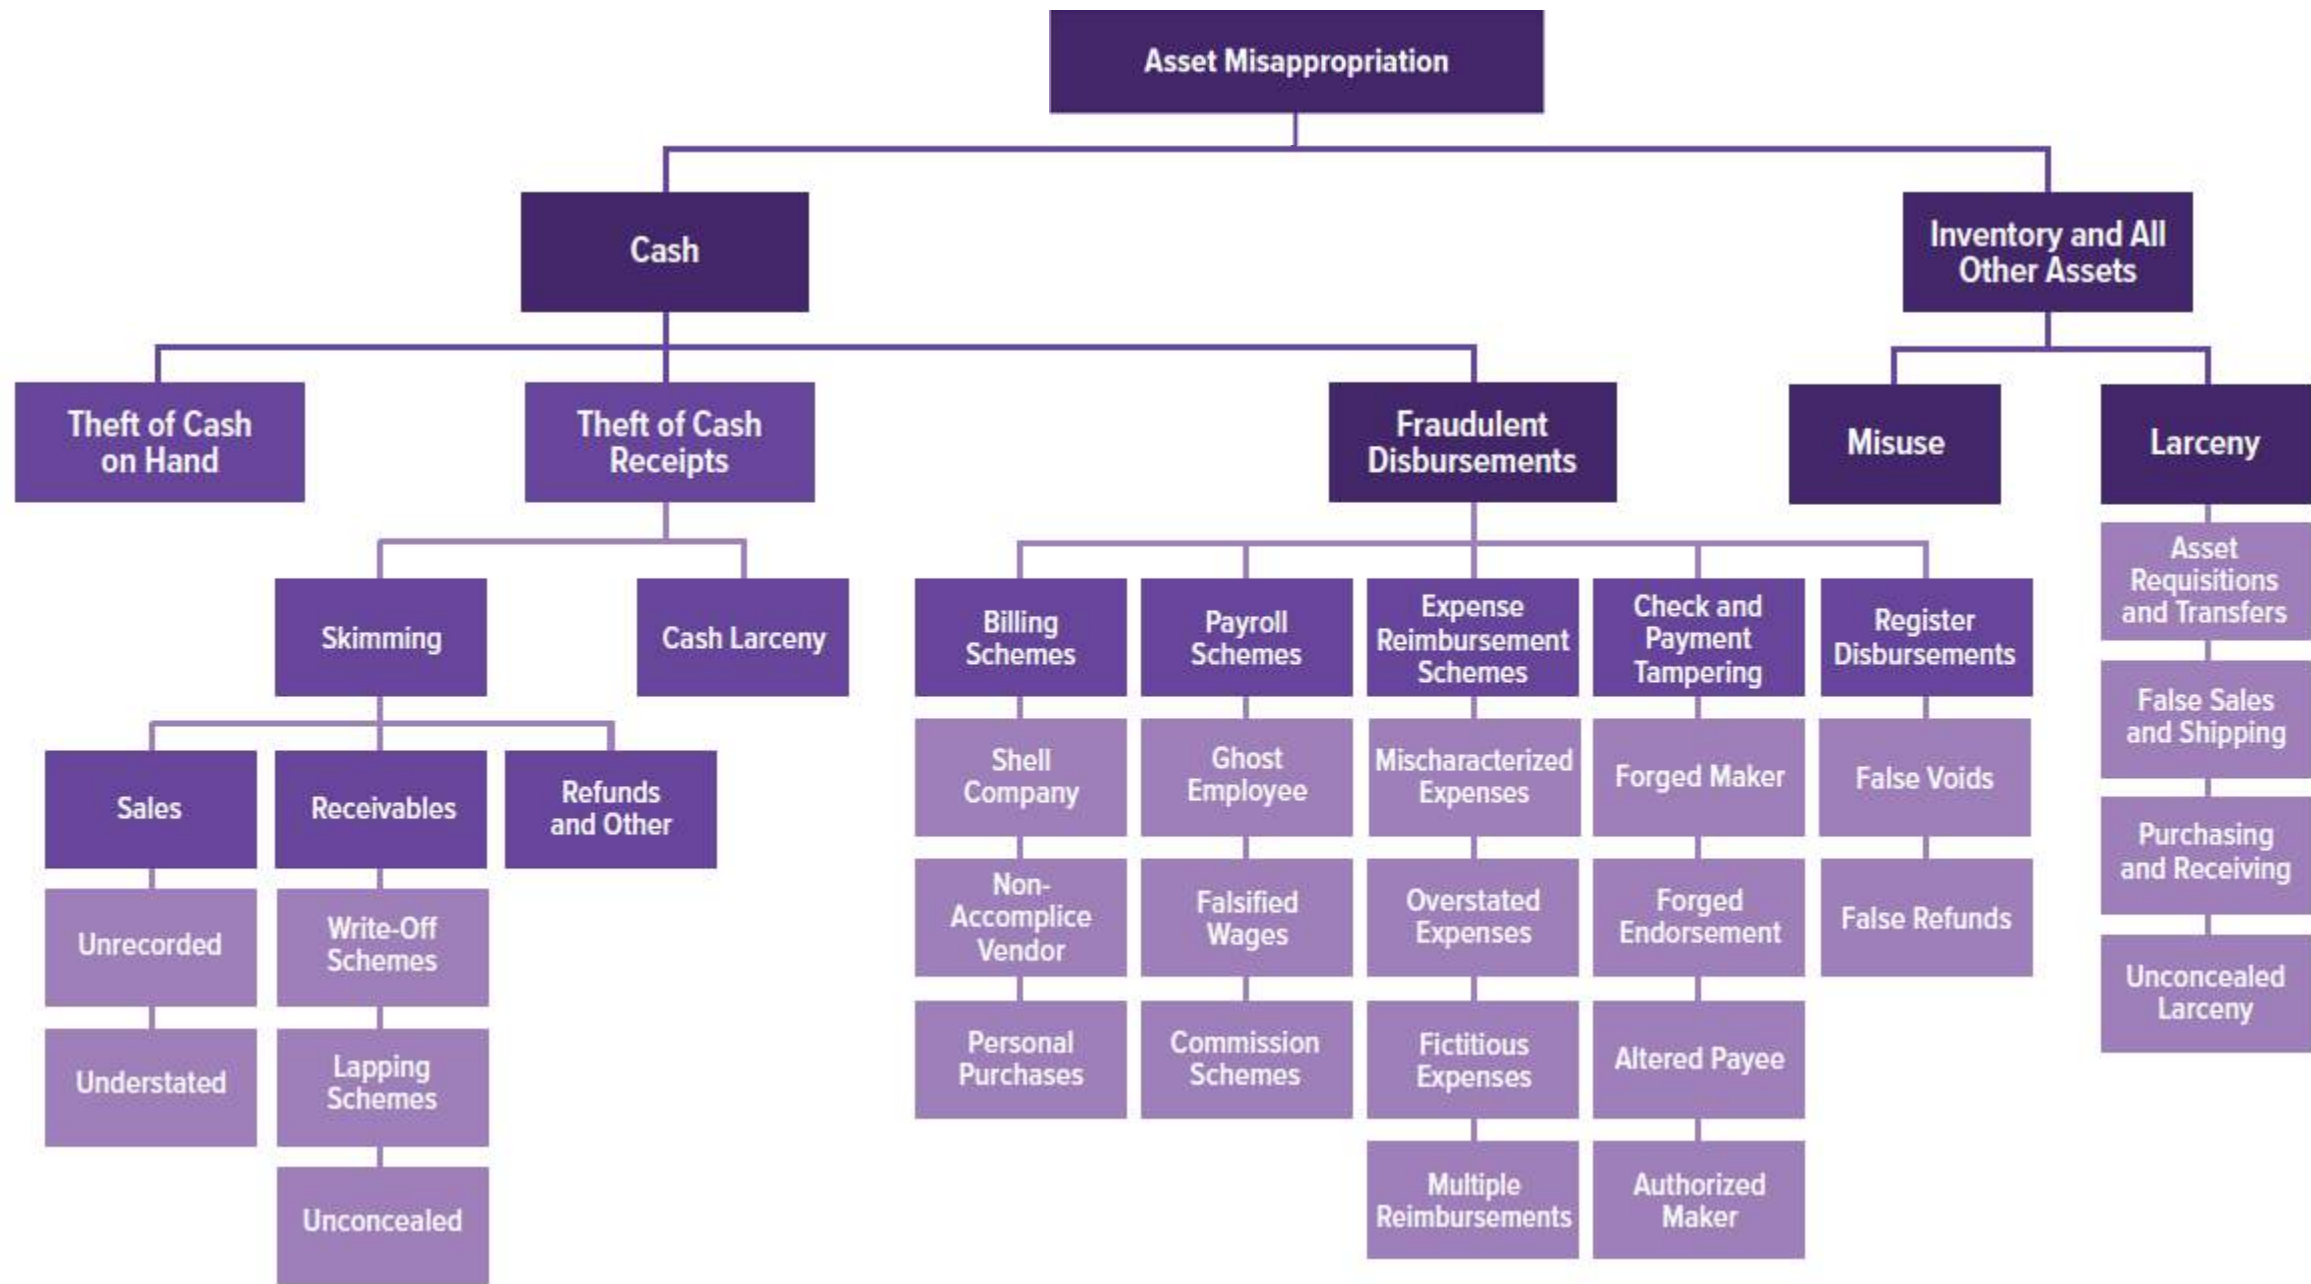 Asset Misappropriation
Cash
Inventory and All
Other Assets
Theft of Cash
on Hand
Theft of Cash
Receipts
Fraudulent
Disbursements
Misuse
Larceny
Skimming
Cash Larceny
Billing
Schemes
Payroll
Schemes
Expense
Reimbursement
Schemes
Check and
Payment
Tampering
Register
Disbursements
Asset
Requisitions
and Transfers
False Sales
and Shipping
Purchasing
and Receiving
Unconcealed
Larceny
Sales
Receivables
Refunds
and Other
Unrecorded
Understated
Write-Off
Schemes
Lapping
Schemes
Unconcealed
Shell
Company
Non-
Accomplice
Vendor
Personal
Purchases
Ghost
Employee
Falsified
Wages
Commission
Schemes
Mischaracterized
Expenses
Overstated
Expenses
Fictitious
Expenses
Multiple
Reimbursements
Forged Maker
Forged
Endorsement
Altered Payee
Authorized
Maker
False Voids
False Refunds